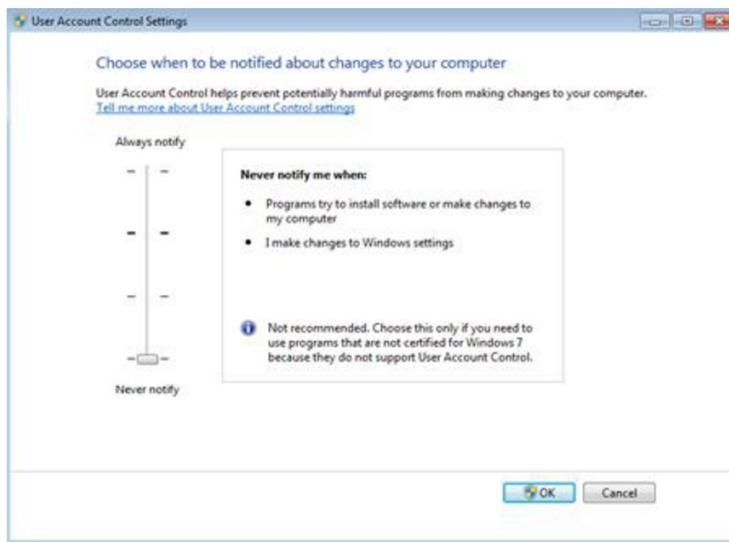 User Account Control Settings
Choose when to be notified about changes to your computer
User Account Control helps prevent potentially harmful programs from making changes to your computer.
Tell me more about User Account Control settings
Always notify
Never notify me when:
• Programs try to install software or make changes to
my computer
• I make changes to Windows settings
Not recommended. Choose this only if you need to
use programs that are not certified for Windows 7
because they do not support User Account Control.
Never notify
OK
Cancel